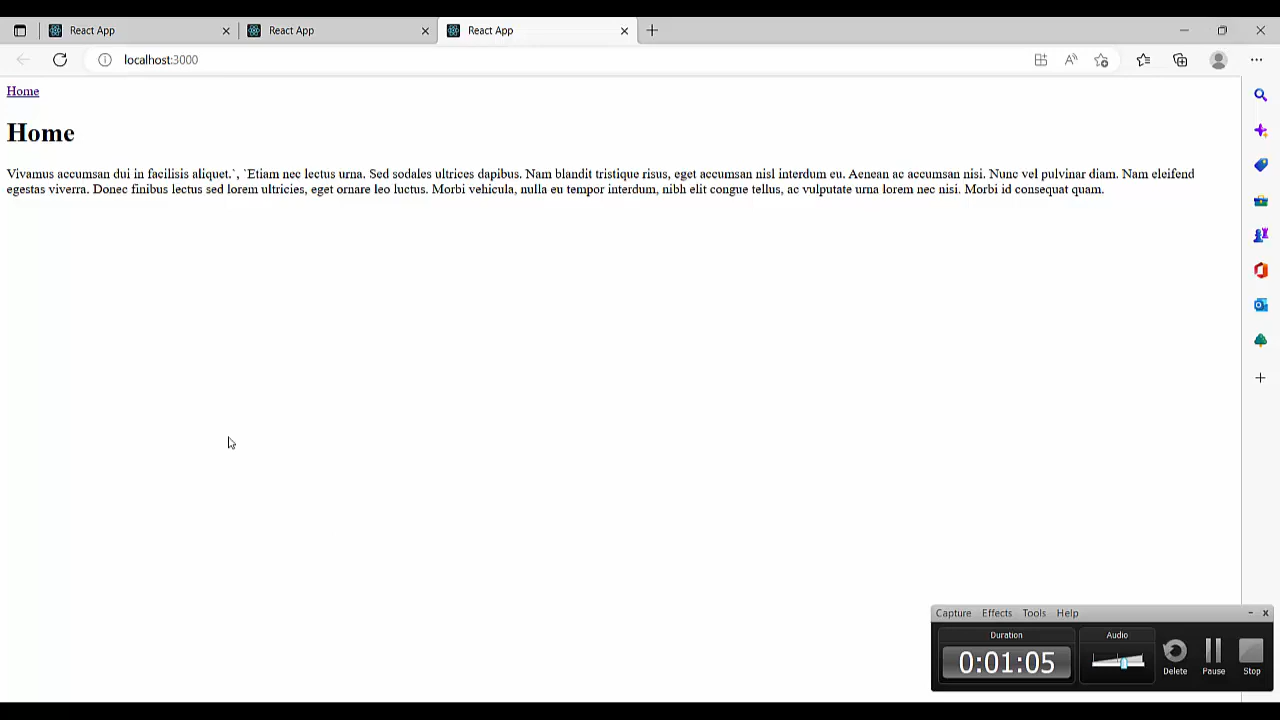 React App
React App
React App
localhost:3000
Home
Home
Vivamus accumsan dui in facilisis aliquet.`, `Etiam nec lectus urna. Sed sodales ultrices dapibus. Nam blandit tristique risus, eget accumsan nisl interdum eu. Aenean ac accumsan nisi. Nunc vel pulvinar diam. Nam eleifend
egestas viverra. Donec finibus lectus sed lorem ultricies, eget ornare leo luctus. Morbi vehicula, nulla eu tempor interdum, nibh elit congue tellus, ac vulputate urna lorem nec nisi. Morbi id consequat quam.
Capture Effects Tools Help
Duration
Audio
0:01:05
Delete Pause Stop